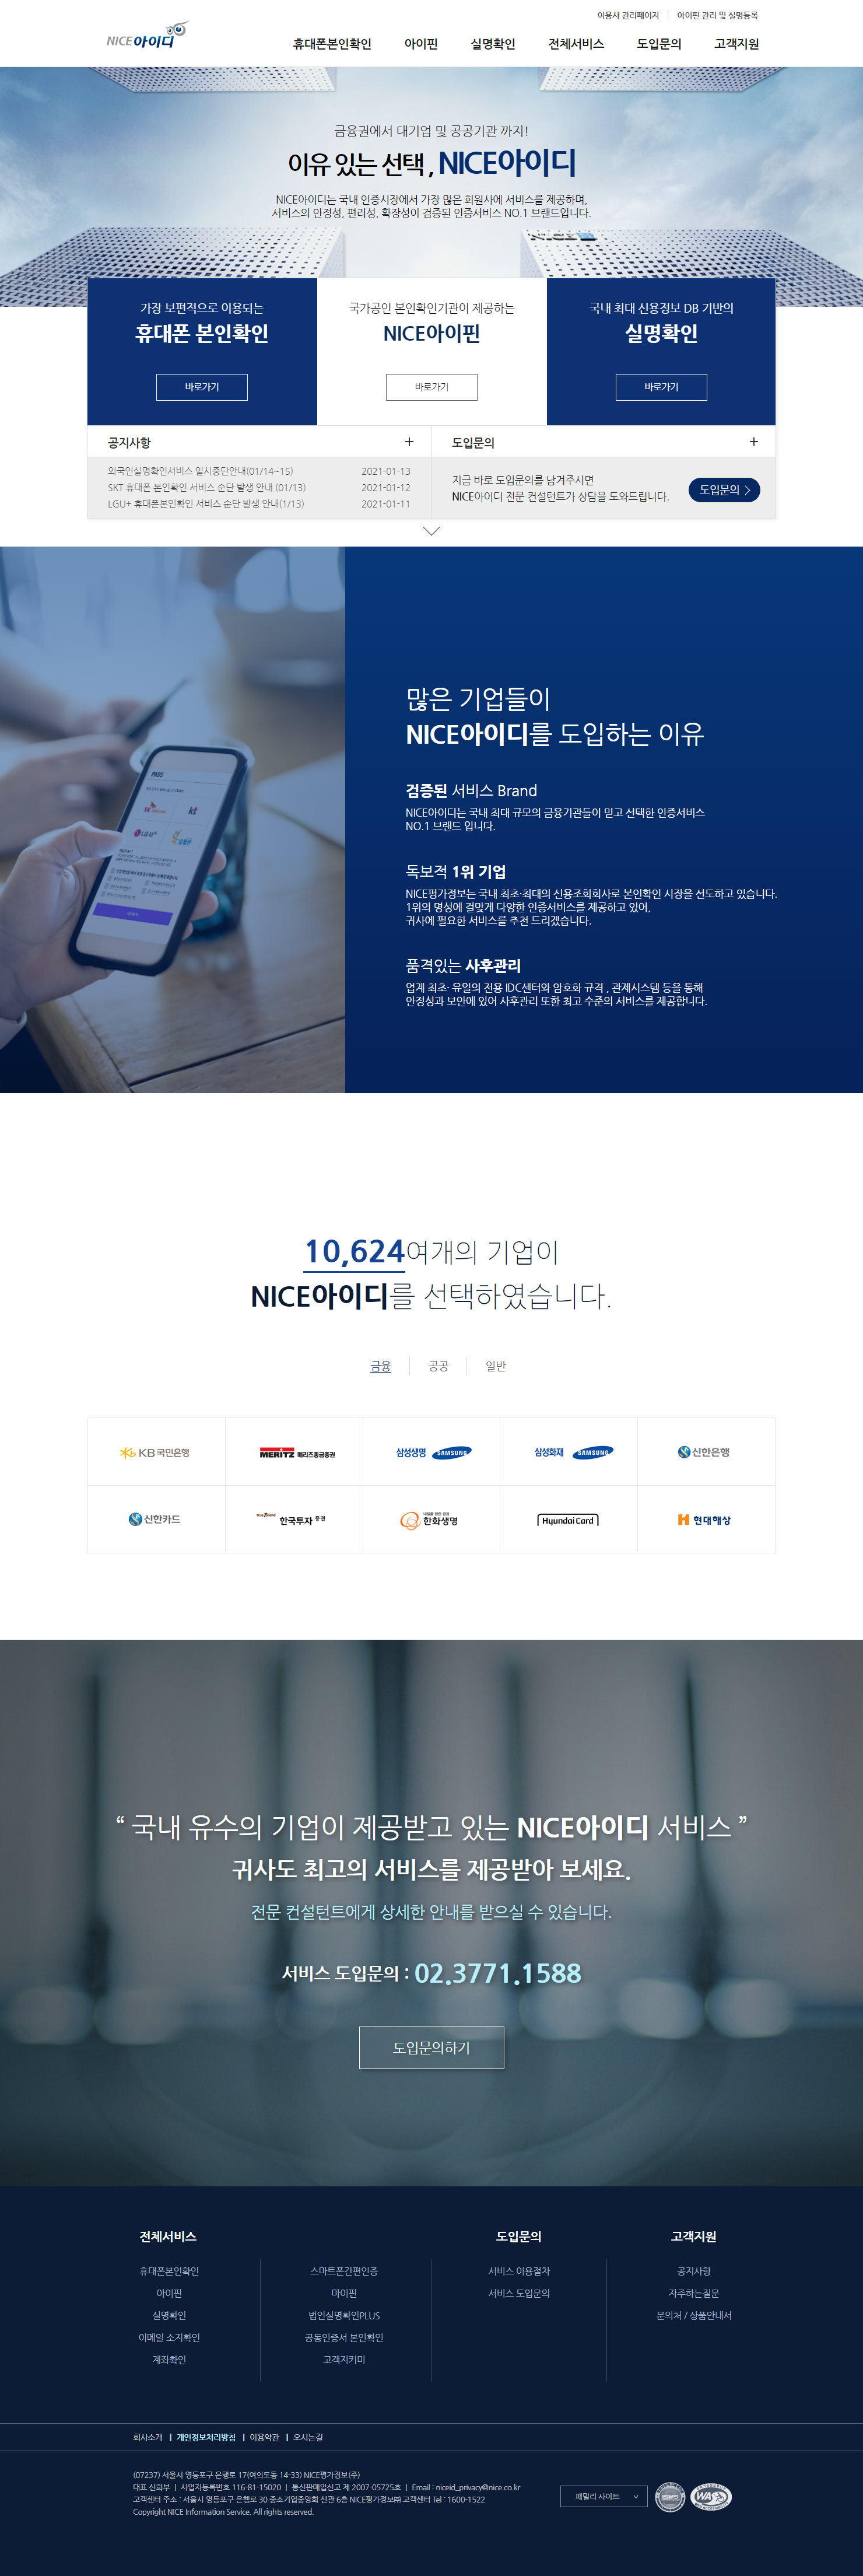 이용사 관리페이지
아이핀 관리 및 실명등록
NICE아이디
휴대폰본인확인
아이핀
실명확인
전체서비스
도입문의
고객지원
금융권에서 대기업 및 공공기관 까지!
이유 있는 선택 , NICE아이디
NICE아이디는 국내 인증시장에서 가장 많은 회원사에 서비스를 제공하며,
서비스의 안정성, 편리성, 확장성이 검증된 인증서비스 NO.1 브랜드입니다.
가장 보편적으로 이용되는
휴대폰 본인확인
바로가기
국가공인 본인확인기관이 제공하는
NICE아이핀
바로가기
국내 최대 신용정보 DB 기반의
실명확인
바로가기
공지사항 +
외국인실명확인서비스 일시중단안내(01/14~15) 2021-01-13
SKT 휴대폰 본인확인 서비스 순단 발생 안내 (01/13) 2021-01-12
LGU+ 휴대폰본인확인 서비스 순단 발생 안내(1/13) 2021-01-11
도입문의 +
지금 바로 도입문의를 남겨주시면
NICE아이디 전문 컨설턴트가 상담을 도와드립니다.
도입문의 >
PASS
SK telecom
kt
LG U+
알뜰폰
많은 기업들이
NICE아이디를 도입하는 이유
검증된 서비스 Brand
NICE아이디는 국내 최대 규모의 금융기관들이 믿고 선택한 인증서비스
NO.1 브랜드 입니다.
독보적 1위 기업
NICE평가정보는 국내 최초·최대의 신용조회회사로 본인확인 시장을 선도하고 있습니다.
1위의 명성에 걸맞게 다양한 인증서비스를 제공하고 있어,
귀사에 필요한 서비스를 추천 드리겠습니다.
품격있는 사후관리
업계 최초· 유일의 전용 IDC센터와 암호화 규격 , 관제시스템 등을 통해
안정성과 보안에 있어 사후관리 또한 최고 수준의 서비스를 제공합니다.
10,624여개의 기업이
NICE아이디를 선택하였습니다.
금융
공공
일반
KB국민은행
MERITZ 메리츠종금증권
삼성생명 SAMSUNG
삼성화재 SAMSUNG
신한은행
신한카드
true friend 한국투자 증권
한화생명
Hyundai Card
현대해상
“ 국내 유수의 기업이 제공받고 있는 NICE아이디 서비스 ”
귀사도 최고의 서비스를 제공받아 보세요.
전문 컨설턴트에게 상세한 안내를 받으실 수 있습니다.
서비스 도입문의 : 02.3771.1588
도입문의하기
전체서비스
휴대폰본인확인
아이핀
실명확인
이메일 소지확인
계좌확인
스마트폰간편인증
마이핀
법인실명확인PLUS
공동인증서 본인확인
고객지키미
도입문의
서비스 이용절차
서비스 도입문의
고객지원
공지사항
자주하는질문
문의처 / 상품안내서
회사소개 | 개인정보처리방침 | 이용약관 | 오시는길
(07237) 서울시 영등포구 은행로 17(여의도동 14-33) NICE평가정보(주)
대표 신희부 | 사업자등록번호 116-81-15020 | 통신판매업신고 제 2007-05725호 | Email : niceid_privacy@nice.co.kr
고객센터 주소 : 서울시 영등포구 은행로 30 중소기업중앙회 신관 6층 NICE평가정보㈜ 고객센터 Tel : 1600-1522
Copyright NICE Information Service, All rights reserved.
패밀리 사이트
WA